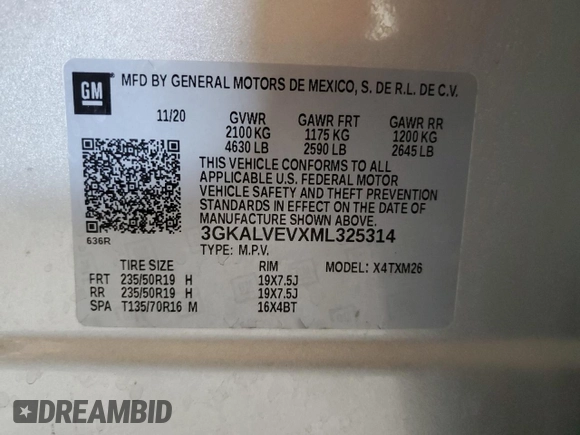 GM MFD BY GENERAL MOTORS DE MEXICO, S. DE R.L. DE C.V.
11/20 GVWR GAWR FRT GAWR RR
2100 KG 1175 KG 1200 KG
4630 LB 2590 LB 2645 LB
THIS VEHICLE CONFORMS TO ALL
APPLICABLE U.S. FEDERAL MOTOR
VEHICLE SAFETY AND THEFT PREVENTION
STANDARDS IN EFFECT ON THE DATE OF
MANUFACTURE SHOWN ABOVE.
636R 3GKALVEVXML325314
TYPE: M.P.V.
TIRE SIZE RIM MODEL: X4TXM26
FRT 235/50R19 H 19X7.5J
RR 235/50R19 H 19X7.5J
SPA T135/70R16 M 16X4BT
DREAMBID